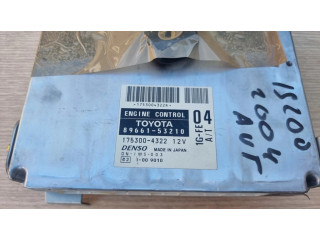 ENGINE CONTROL
TOYOTA
89661-53210
175300-4322 12V
DENSO MADE IN JAPAN
1G-FE
04
A/T
IS200
2004
AUT